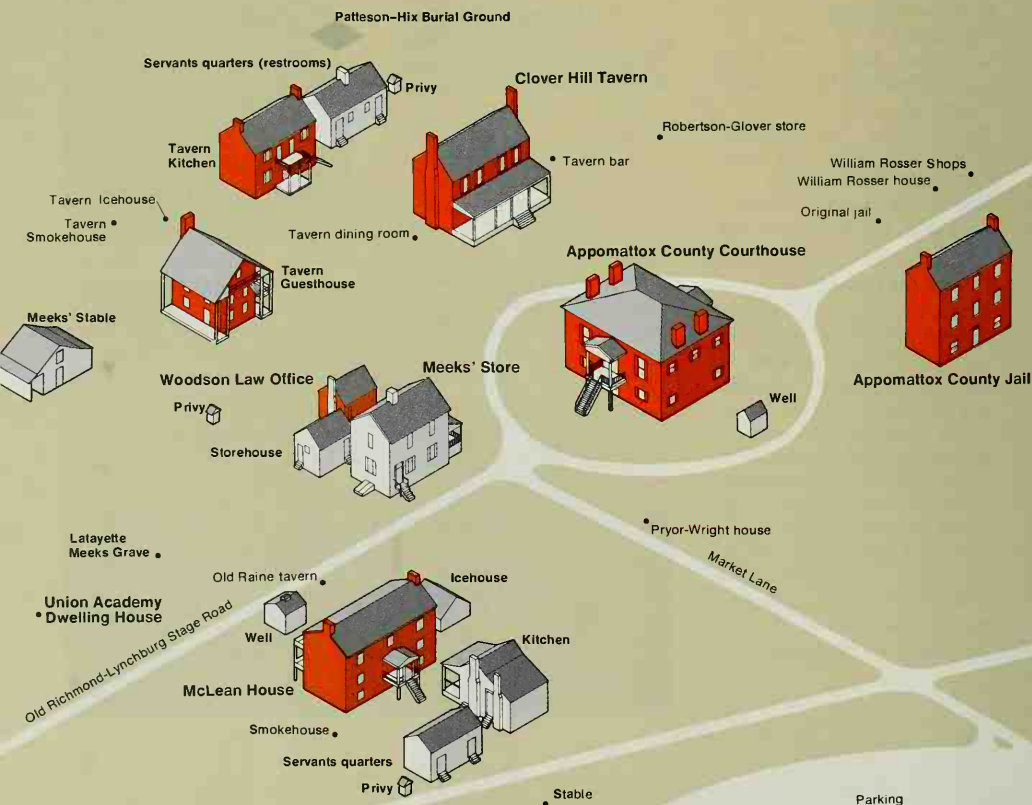 Patteson-Hix Burial Ground
Servants quarters (restrooms)
Privy
Clover Hill Tavern
Tavern
Kitchen
Robertson-Glover store
Tavern bar
William Rosser Shops
William Rosser house
Original jail
Tavern Icehouse
Tavern
Smokehouse
Tavern dining room
Appomattox County Courthouse
Tavern
Guesthouse
Meeks' Stable
Woodson Law Office
Meeks' Store
Appomattox County Jail
Privy
Well
Storehouse
Pryor-Wright house
Lafayette
Meeks Grave
Market Lane
Old Raine tavern
Icehouse
Union Academy
Dwelling House
Well
Kitchen
Old Richmond-Lynchburg Stage Road
McLean House
Smokehouse
Servants quarters
Privy
Stable
Parking